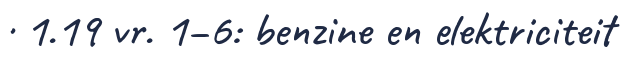 · 1.19 vr. 1–6: benzine en elektriciteit